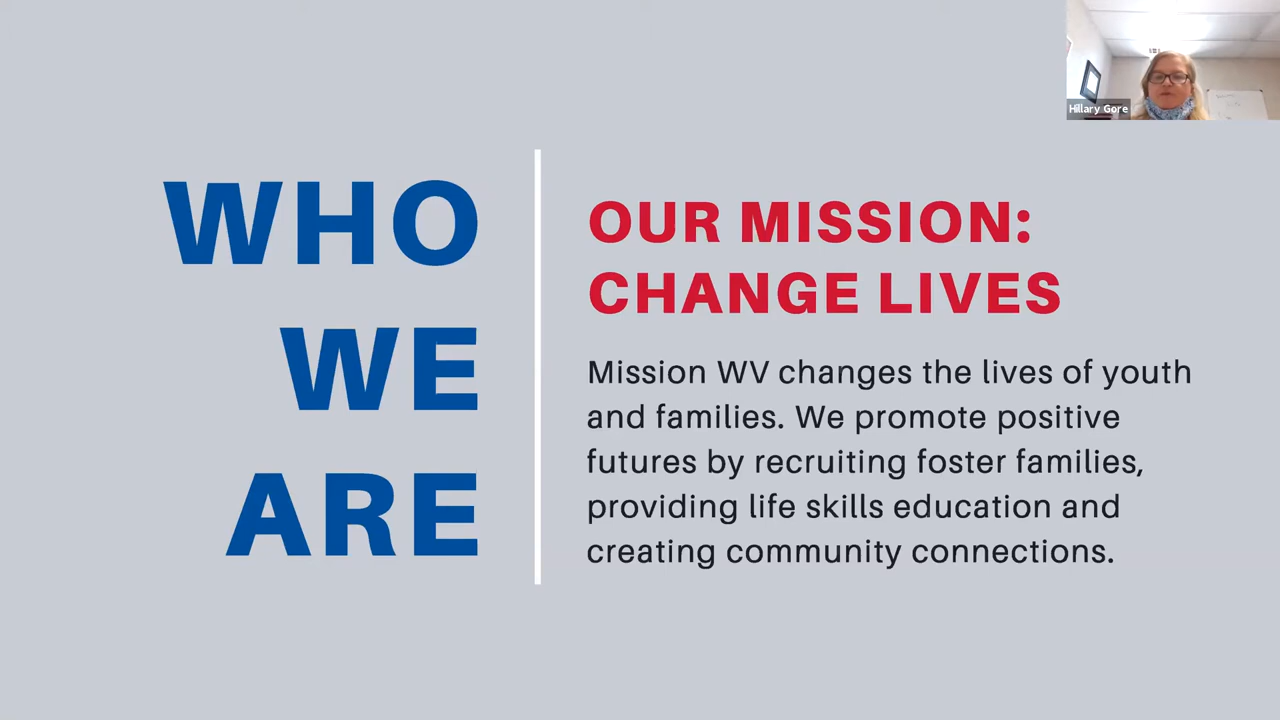 Hillary Gore
WHO
WE
ARE
OUR MISSION:
CHANGE LIVES
Mission WV changes the lives of youth
and families. We promote positive
futures by recruiting foster families,
providing life skills education and
creating community connections.